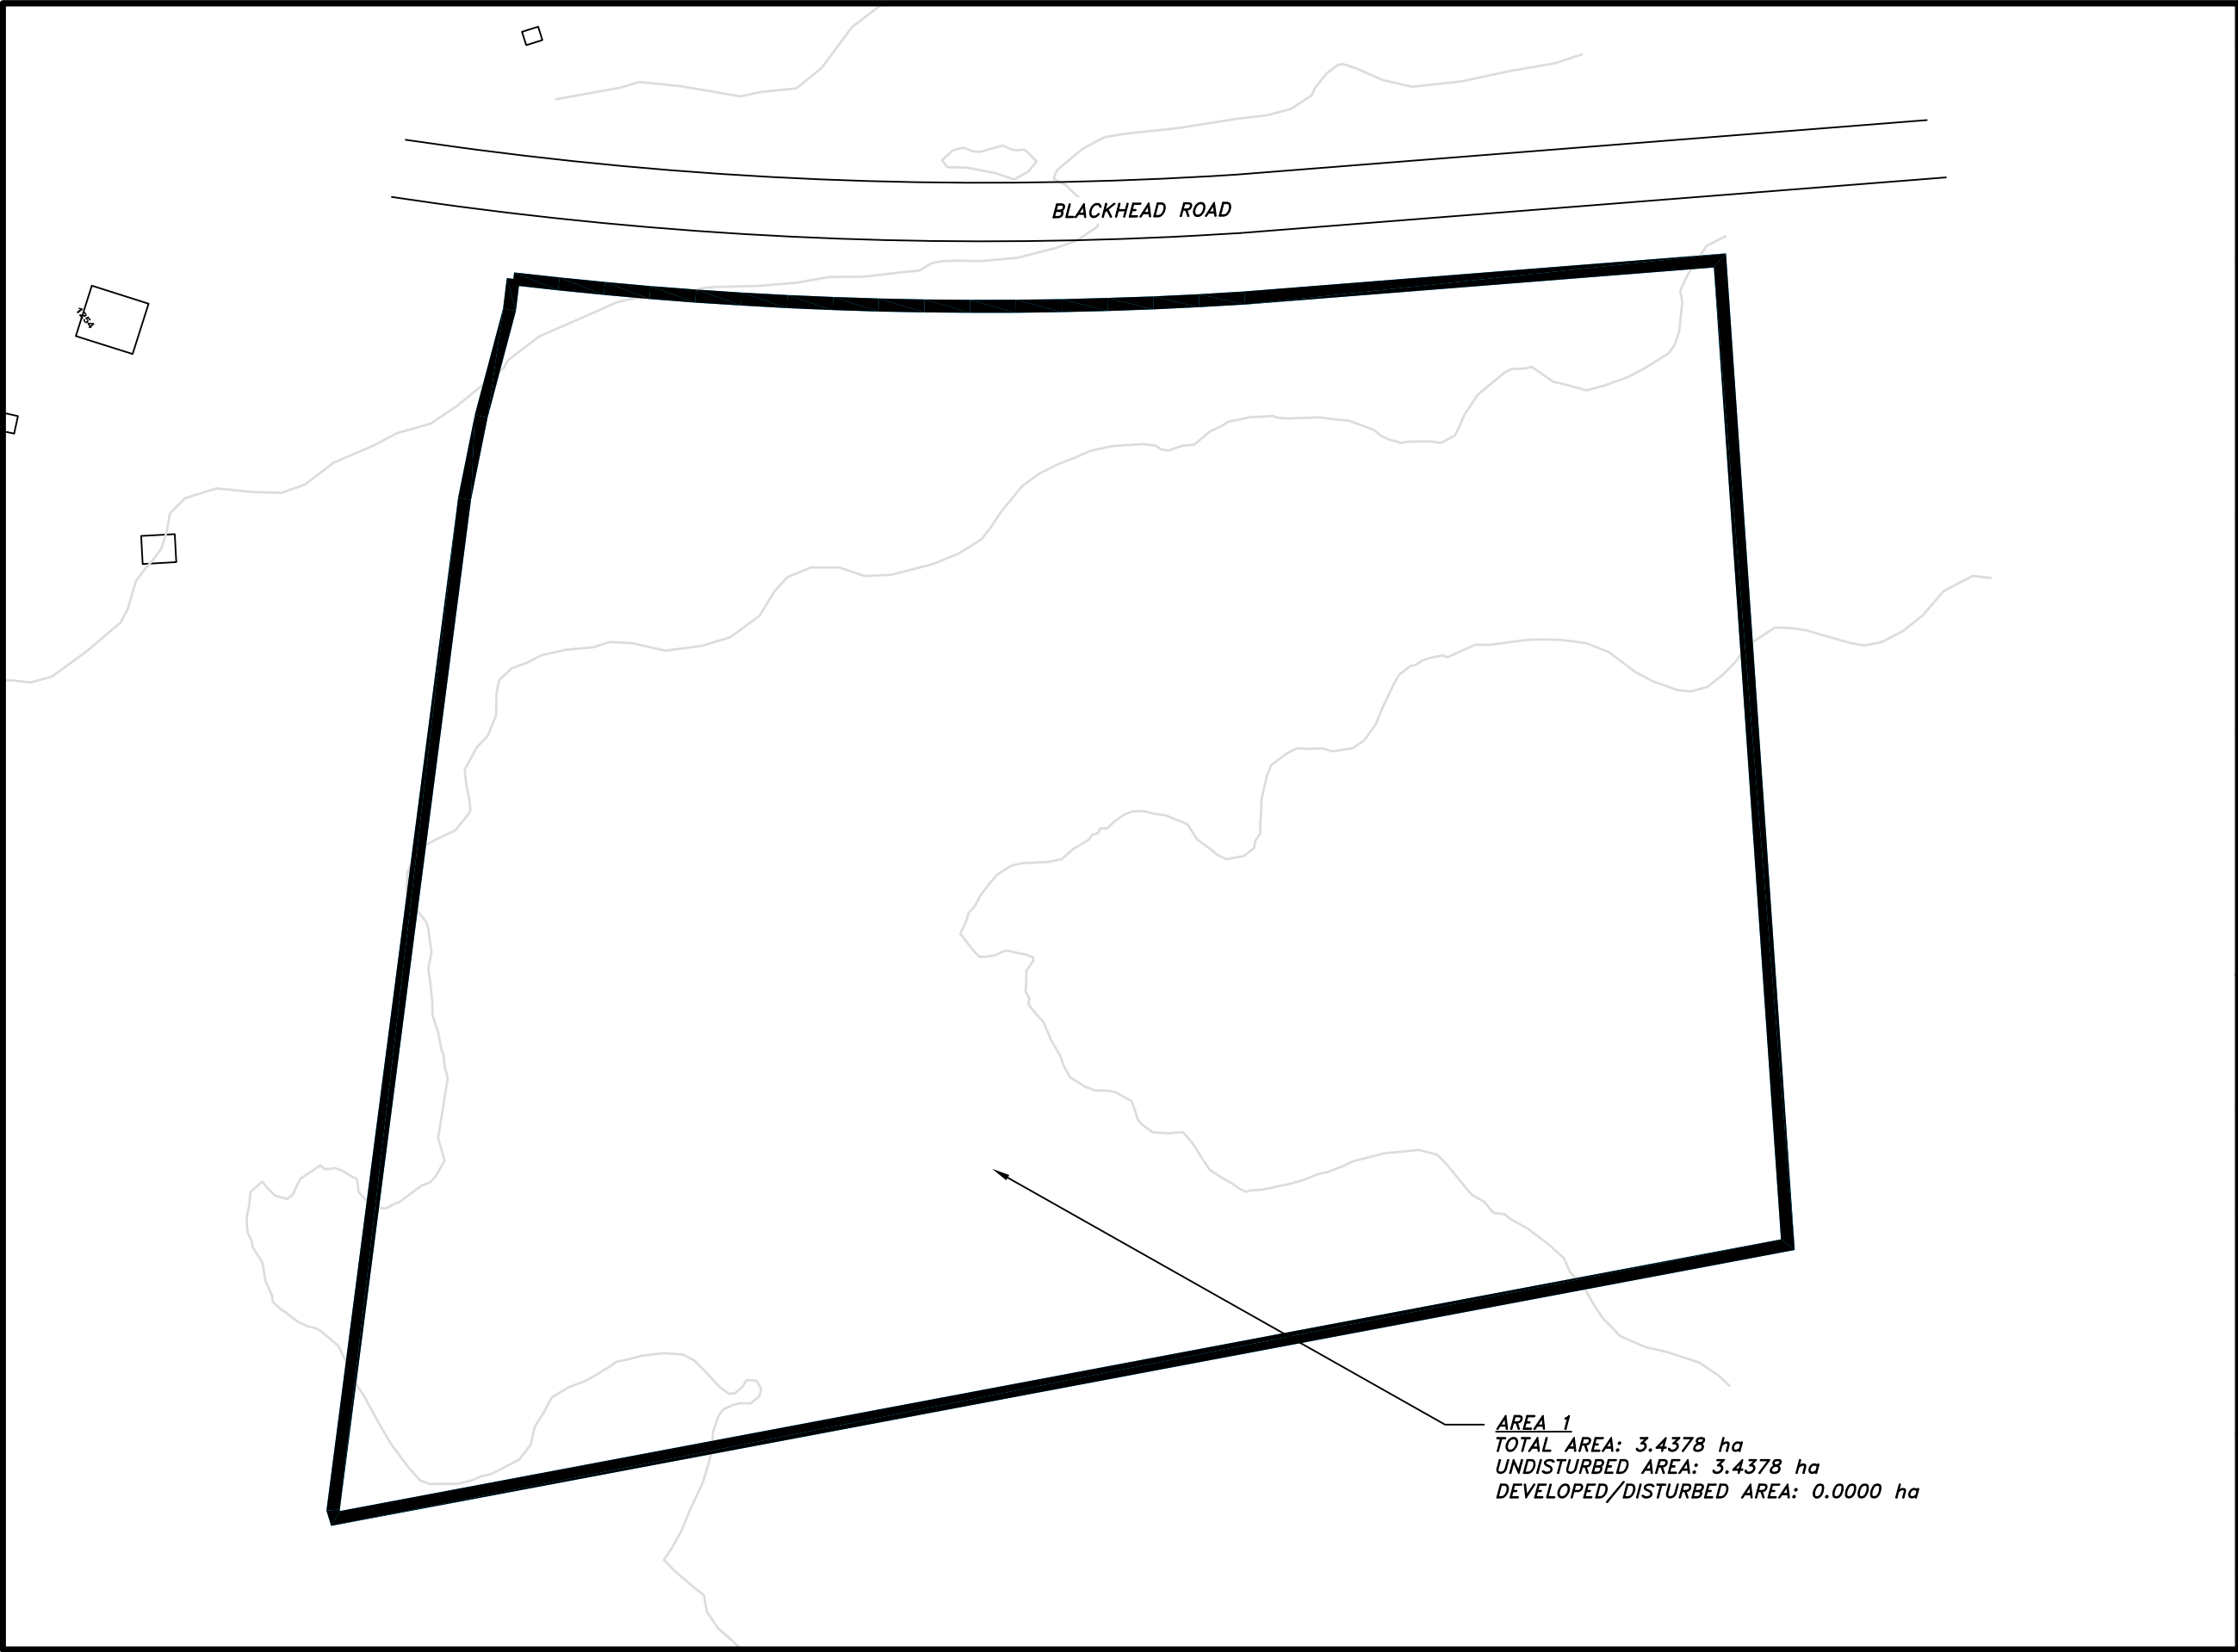 BLACKHEAD ROAD
1254
AREA 1
TOTAL AREA: 3.4378 ha
UNDISTURBED AREA: 3.4378 ha
DEVELOPED/DISTURBED AREA: 0.0000 ha